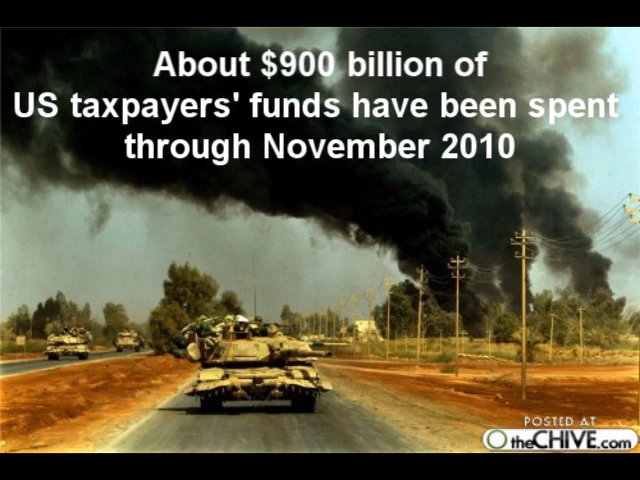 About $900 billion of
US taxpayers' funds have been spent
through November 2010
POSTED AT
theCHIVE.com